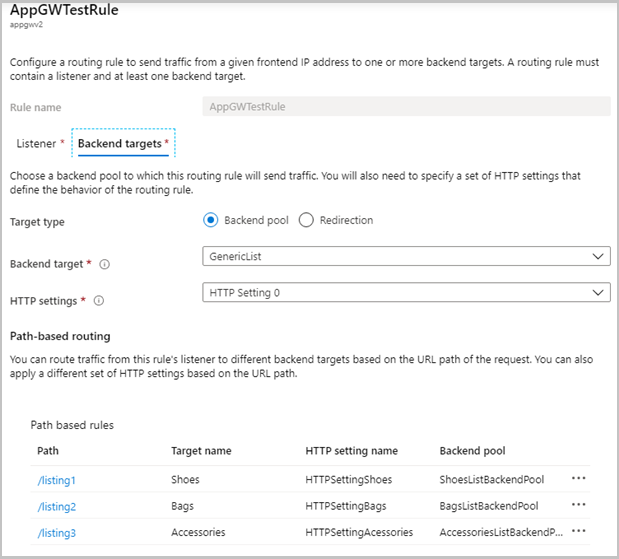 AppGWTestRule
appgwv2
Configure a routing rule to send traffic from a given frontend IP address to one or more backend targets. A routing rule must
contain a listener and at least one backend target.
Rule name
AppGWTestRule
Listener *
Backend targets *
Choose a backend pool to which this routing rule will send traffic. You will also need to specify a set of HTTP settings that
define the behavior of the routing rule.
Target type
Backend pool
Redirection
Backend target *
GenericList
HTTP settings *
HTTP Setting 0
Path-based routing
You can route traffic from this rule's listener to different backend targets based on the URL path of the request. You can also
apply a different set of HTTP settings based on the URL path.
Path based rules
Path Target name HTTP setting name Backend pool
/listing1 Shoes HTTPSettingShoes ShoesListBackendPool
/listing2 Bags HTTPSettingBags BagsListBackendPool
/listing3 Accessories HTTPSettingAcessories AccessoriesListBackendP...